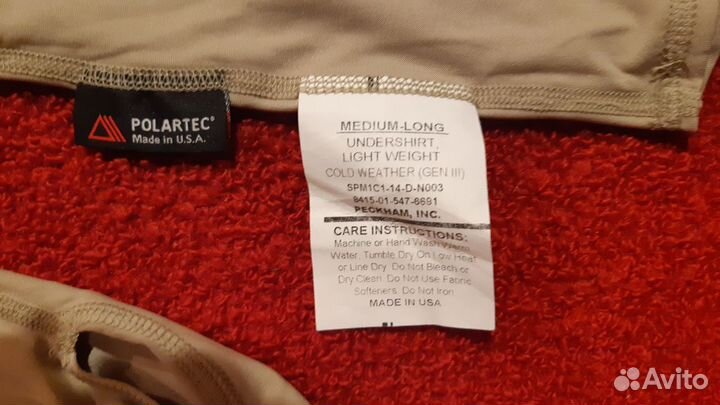 POLARTEC®
Made in U.S.A.
MEDIUM-LONG
UNDERSHIRT,
LIGHT WEIGHT
COLD WEATHER (GEN III)
SPM1C1-14-D-N003
8415-01-547-8691
PECKHAM, INC.
CARE INSTRUCTIONS:
Machine or Hand Wash Warm
Water, Tumble Dry On Low Heat
or Line Dry. Do Not Bleach or
Dry Clean. Do Not Use Fabric
Softeners. Do Not Iron
MADE IN USA
Avito